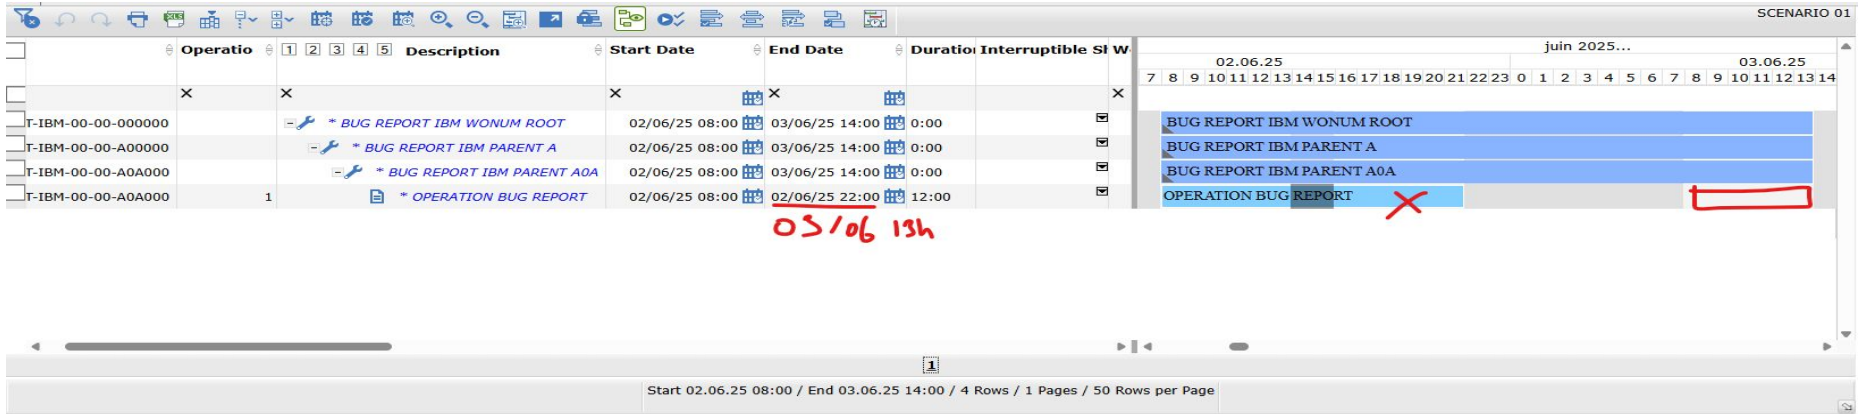 SCENARIO 01
Operatio 1 2 3 4 5 Description Start Date End Date Duratio Interruptible Sl W
juin 2025...
02.06.25 03.06.25
7 8 9 10 11 12 13 14 15 16 17 18 19 20 21 22 23 0 1 2 3 4 5 6 7 8 9 10 11 12 13 14
T-IBM-00-00-000000 * BUG REPORT IBM WONUM ROOT 02/06/25 08:00 03/06/25 14:00 0:00 BUG REPORT IBM WONUM ROOT
T-IBM-00-00-A00000 * BUG REPORT IBM PARENT A 02/06/25 08:00 03/06/25 14:00 0:00 BUG REPORT IBM PARENT A
T-IBM-00-00-A0A000 * BUG REPORT IBM PARENT A0A 02/06/25 08:00 03/06/25 14:00 0:00 BUG REPORT IBM PARENT A0A
T-IBM-00-00-A0A000 1 * OPERATION BUG REPORT 02/06/25 08:00 02/06/25 22:00 12:00 OPERATION BUG REPORT
03/06 13h
1
Start 02.06.25 08:00 / End 03.06.25 14:00 / 4 Rows / 1 Pages / 50 Rows per Page